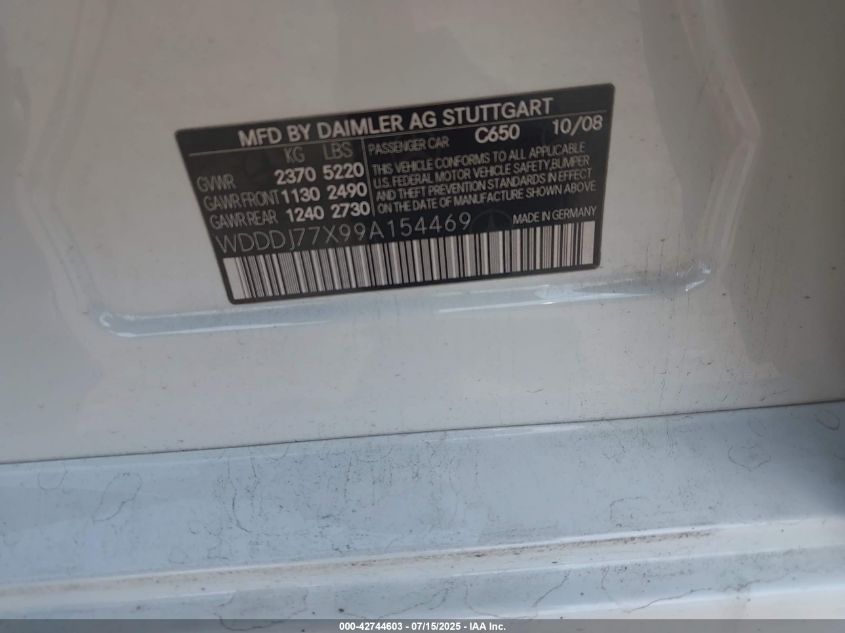 MFD BY DAIMLER AG STUTTGART
KG LBS
GVWR 2370 5220
GAWR FRONT 1130 2490
GAWR REAR 1240 2730
PASSENGER CAR C650 10/08
THIS VEHICLE CONFORMS TO ALL APPLICABLE
U.S. FEDERAL MOTOR VEHICLE SAFETY, BUMPER
AND THEFT PREVENTION STANDARDS IN EFFECT
ON THE DATE OF MANUFACTURE SHOWN ABOVE
WDDDJ77X99A154469
MADE IN GERMANY
000-42744603 - 07/15/2025 - IAA Inc.